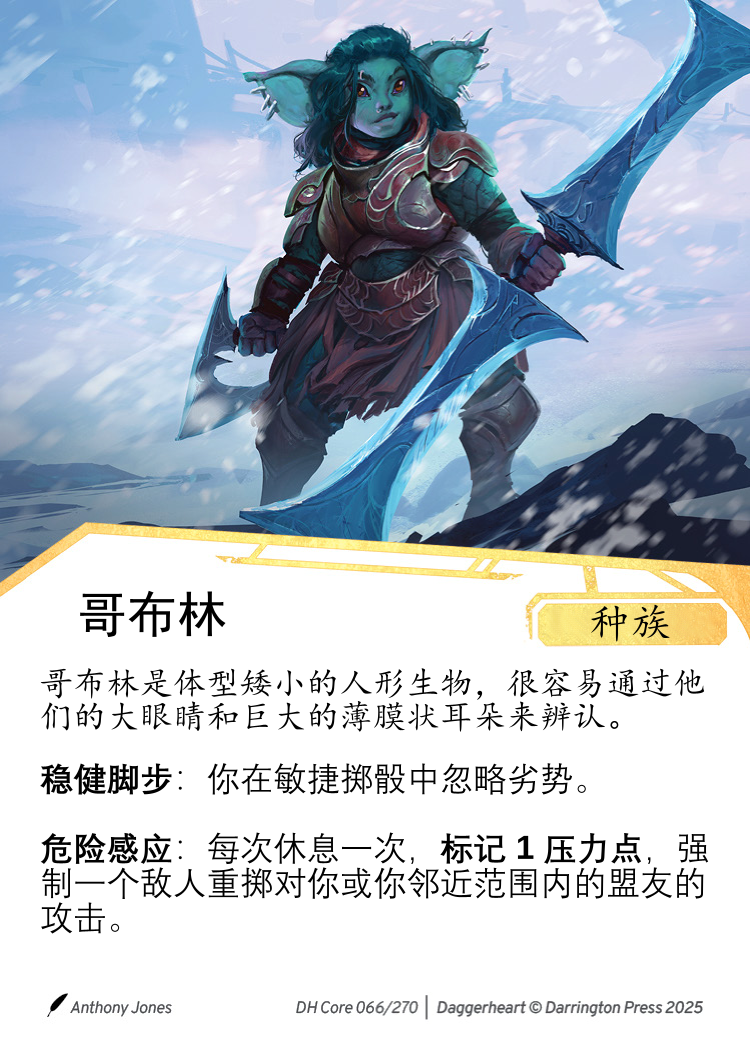 哥布林
种族
哥布林是体型矮小的人形生物，很容易通过他
们的大眼睛和巨大的薄膜状耳朵来辨认。
稳健脚步：你在敏捷掷骰中忽略劣势。
危险感应：每次休息一次，标记 1 压力点，强
制一个敌人重掷对你或你邻近范围内的盟友的
攻击。
Anthony Jones
DH Core 066/270 | Daggerheart © Darrington Press 2025